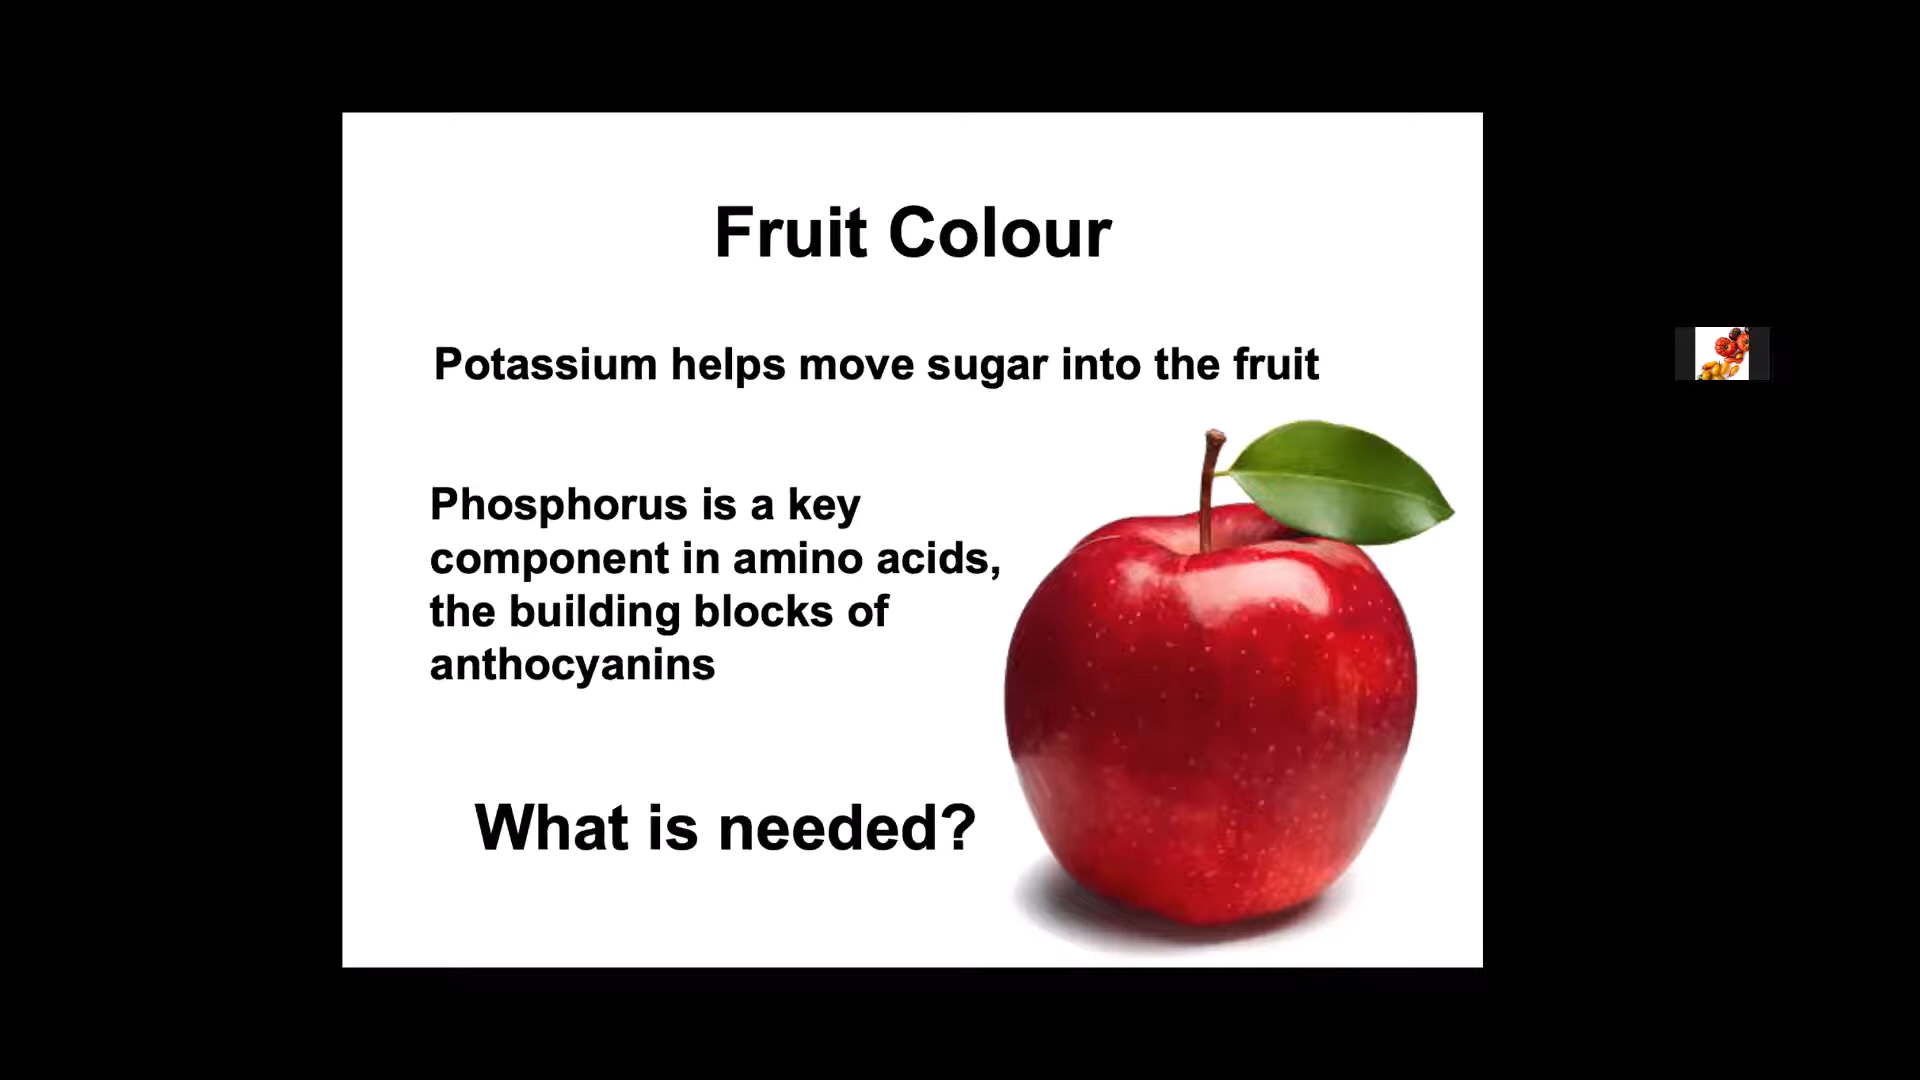 Fruit Colour
Potassium helps move sugar into the fruit
Phosphorus is a key
component in amino acids,
the building blocks of
anthocyanins
What is needed?